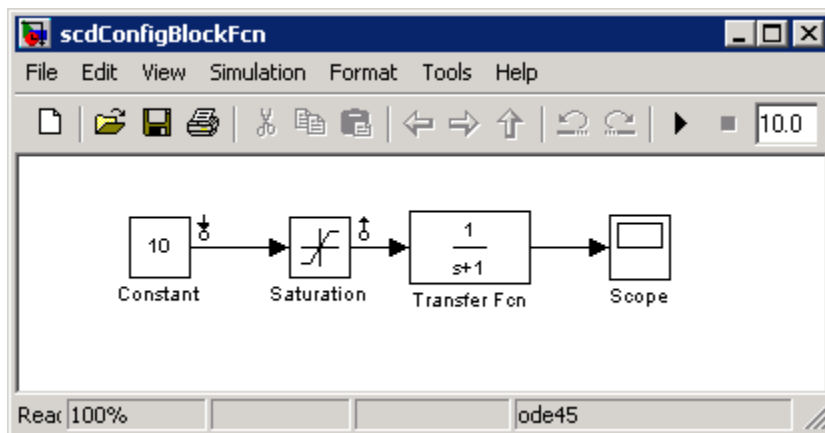 scdConfigBlockFcn
File Edit View Simulation Format Tools Help
10.0
10
1
s+1
Constant
Saturation
Transfer Fcn
Scope
Reac 100%
ode45